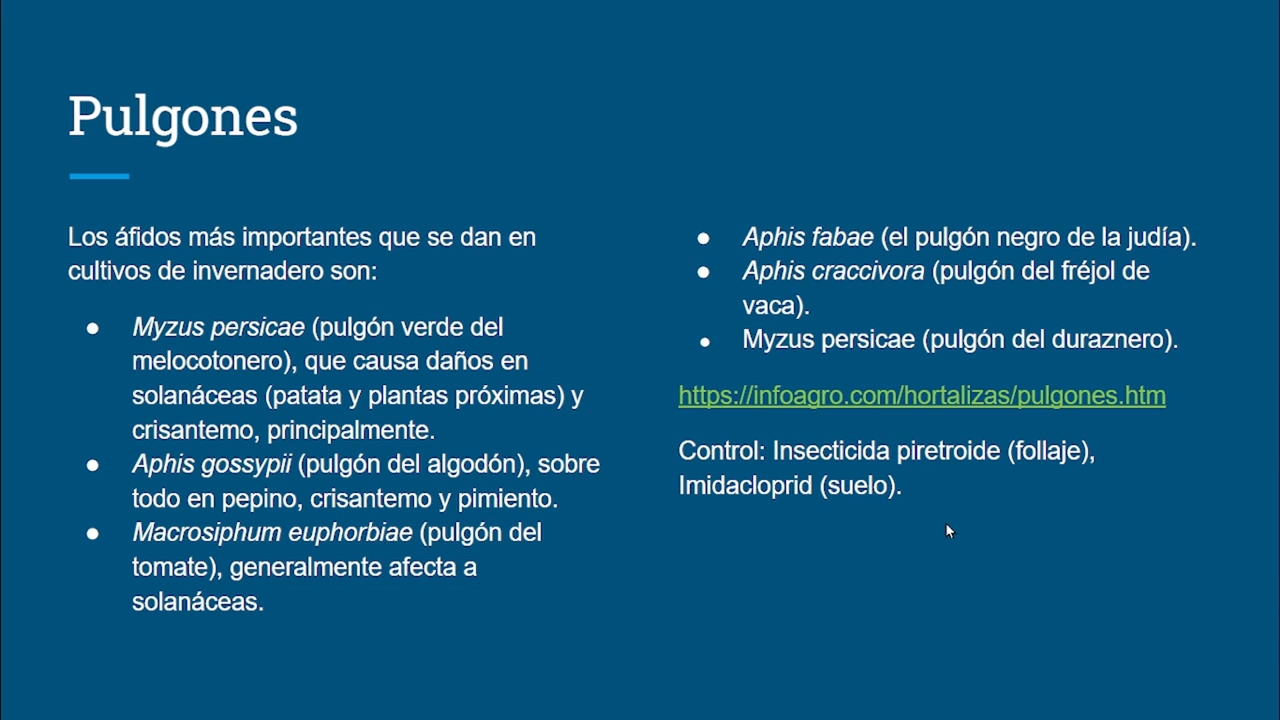 Pulgones
Los áfidos más importantes que se dan en
cultivos de invernadero son:
● Myzus persicae (pulgón verde del
melocotonero), que causa daños en
solanáceas (patata y plantas próximas) y
crisantemo, principalmente.
● Aphis gossypii (pulgón del algodón), sobre
todo en pepino, crisantemo y pimiento.
● Macrosiphum euphorbiae (pulgón del
tomate), generalmente afecta a
solanáceas.
● Aphis fabae (el pulgón negro de la judía).
● Aphis craccivora (pulgón del fréjol de
vaca).
● Myzus persicae (pulgón del duraznero).
https://infoagro.com/hortalizas/pulgones.htm
Control: Insecticida piretroide (follaje),
Imidacloprid (suelo).